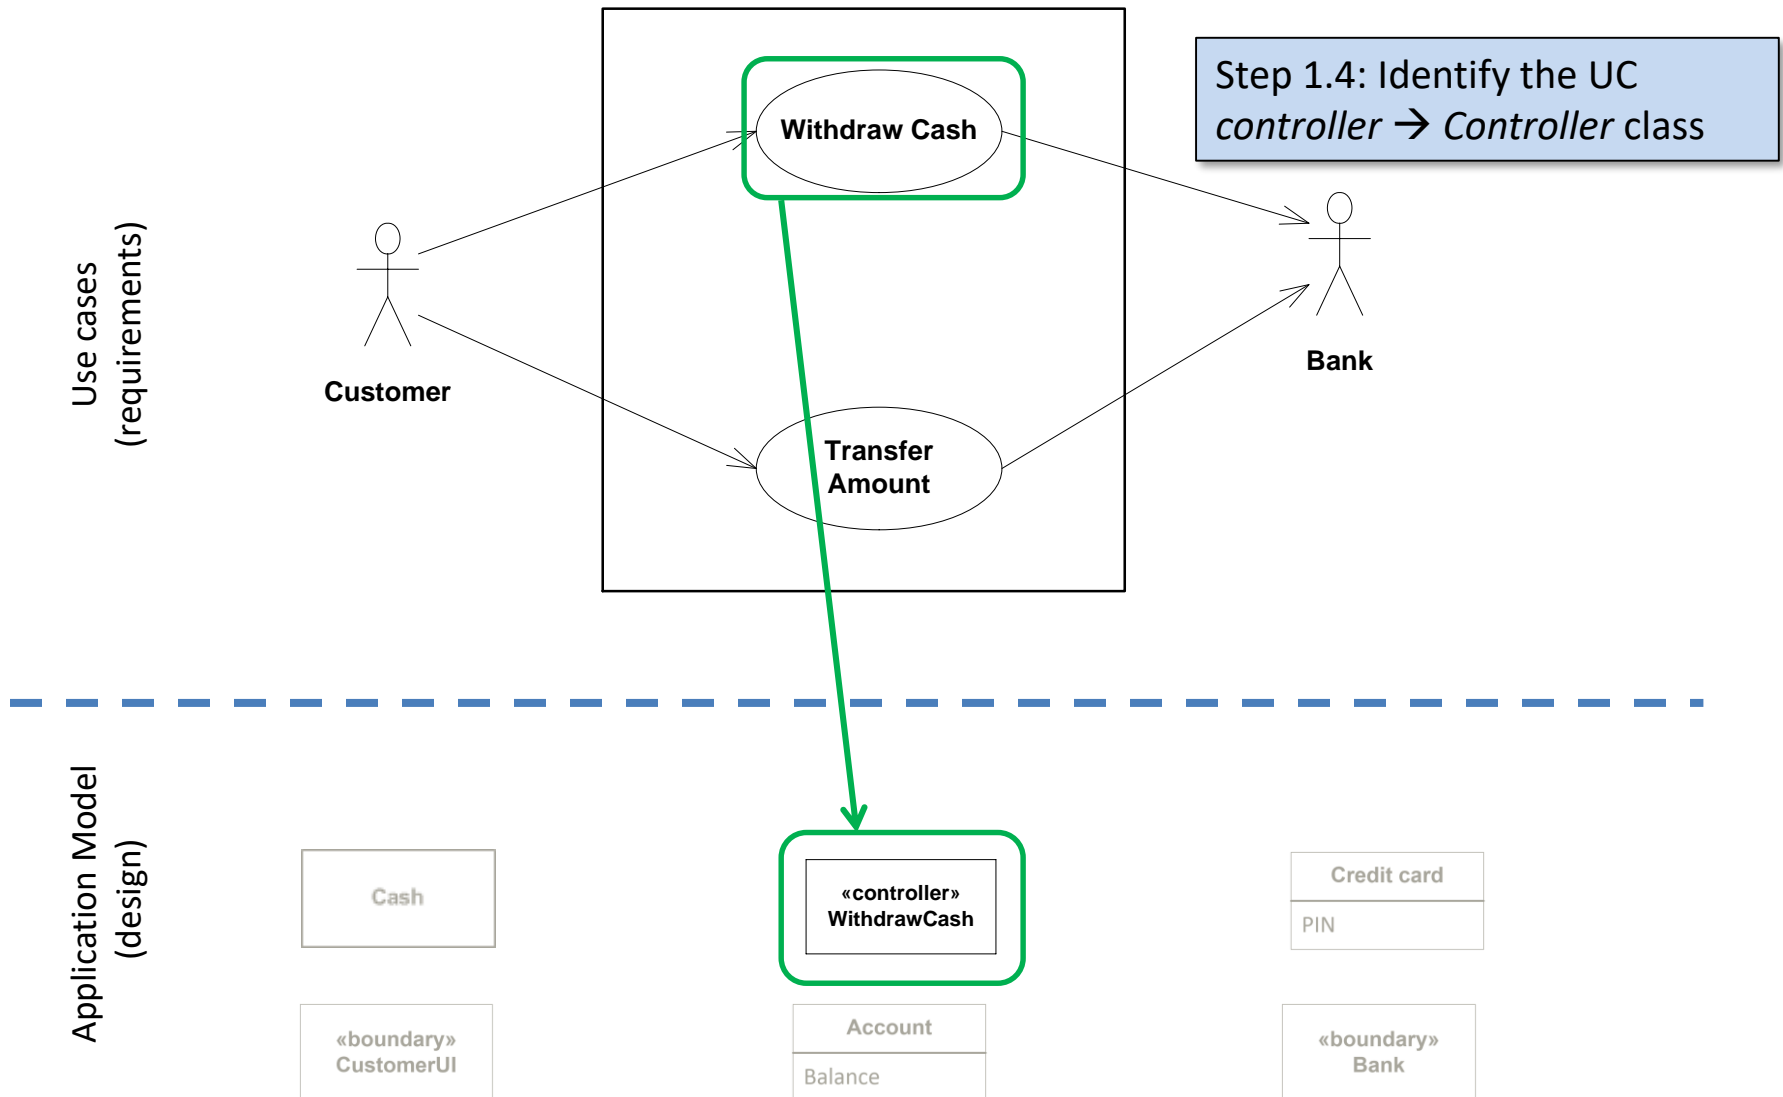 Step 1.4: Identify the UC
controller → Controller class
Use cases
(requirements)
Withdraw Cash
Customer
Bank
Transfer
Amount
Application Model
(design)
Cash
«controller»
WithdrawCash
Credit card
PIN
«boundary»
CustomerUI
Account
Balance
«boundary»
Bank